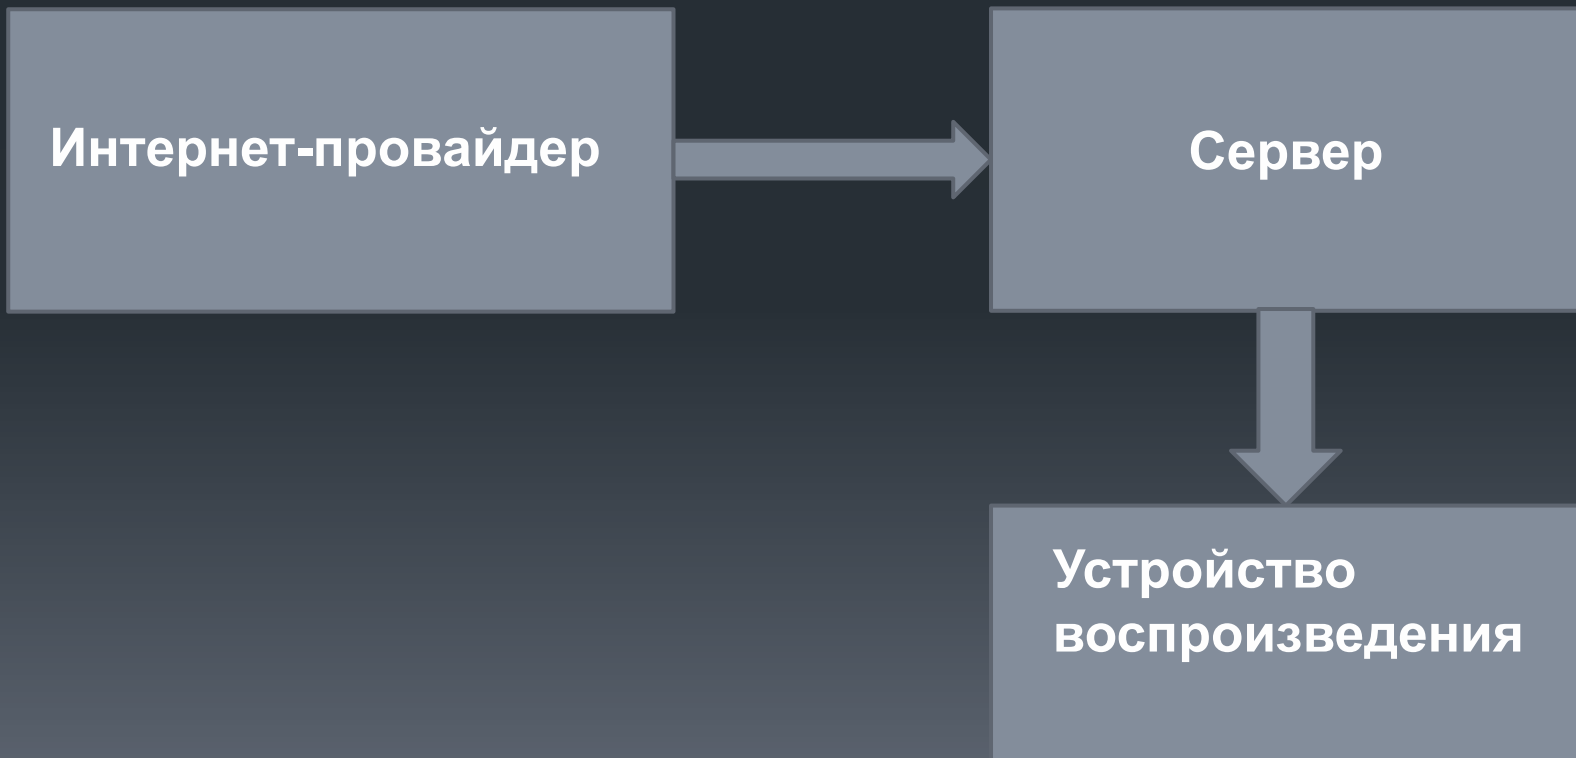 Интернет-провайдер
Сервер
Устройство
воспроизведения